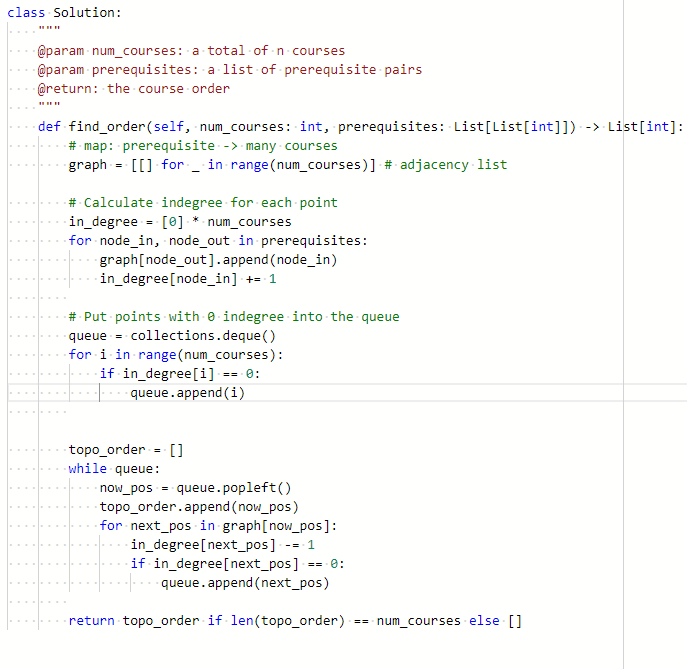 class Solution:
    """
    @param num_courses: a total of n courses
    @param prerequisites: a list of prerequisite pairs
    @return: the course order
    """
    def find_order(self, num_courses: int, prerequisites: List[List[int]]) -> List[int]:
        # map: prerequisite -> many courses
        graph = [[] for _ in range(num_courses)] # adjacency list

        # Calculate indegree for each point
        in_degree = [0] * num_courses
        for node_in, node_out in prerequisites:
            graph[node_out].append(node_in)
            in_degree[node_in] += 1

        # Put points with 0 indegree into the queue
        queue = collections.deque()
        for i in range(num_courses):
            if in_degree[i] == 0:
                queue.append(i)


        topo_order = []
        while queue:
            now_pos = queue.popleft()
            topo_order.append(now_pos)
            for next_pos in graph[now_pos]:
                in_degree[next_pos] -= 1
                if in_degree[next_pos] == 0:
                    queue.append(next_pos)

        return topo_order if len(topo_order) == num_courses else []